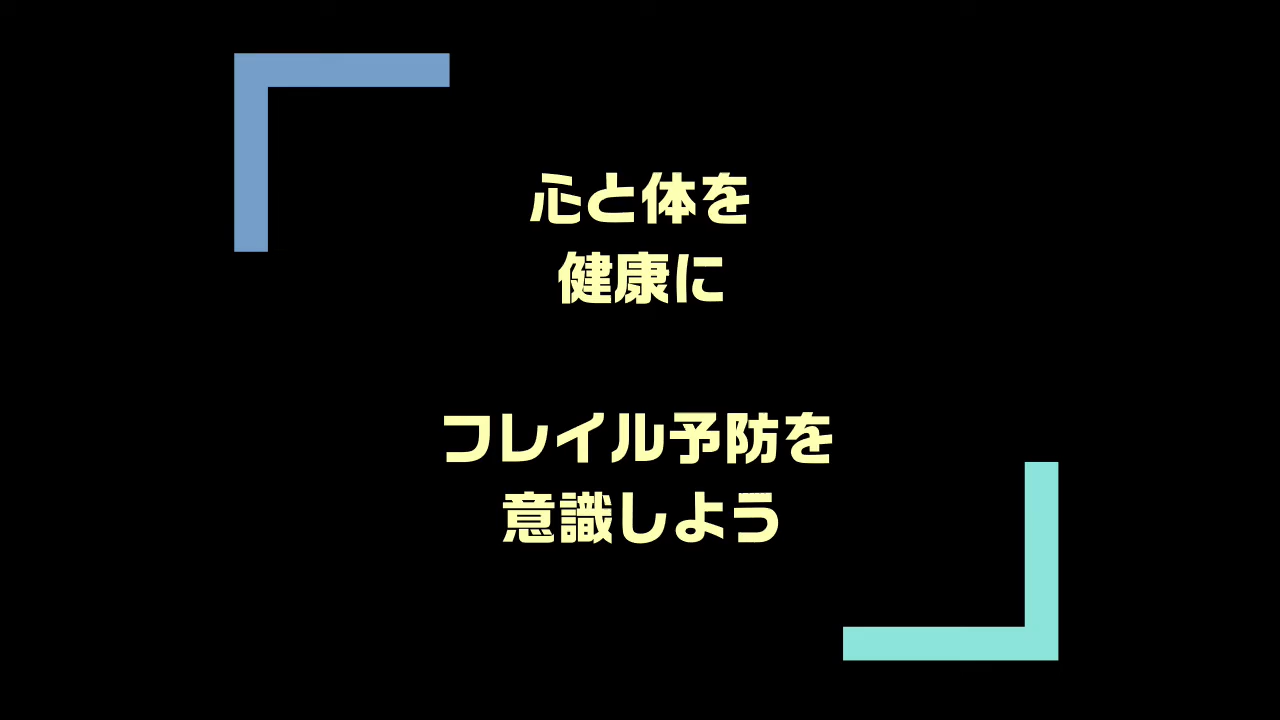 心と体を
健康に
フレイル予防を
意識しよう